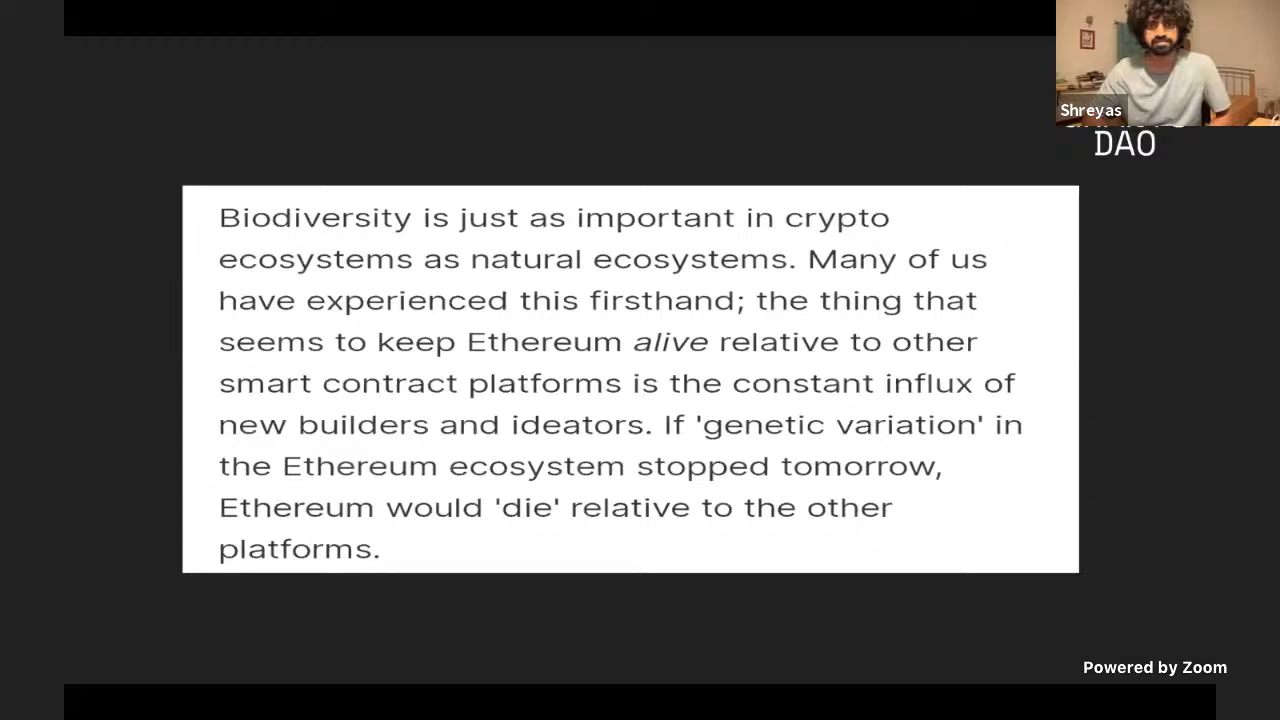 Shreyas
DAO
Biodiversity is just as important in crypto
ecosystems as natural ecosystems. Many of us
have experienced this firsthand; the thing that
seems to keep Ethereum alive relative to other
smart contract platforms is the constant influx of
new builders and ideators. If 'genetic variation' in
the Ethereum ecosystem stopped tomorrow,
Ethereum would 'die' relative to the other
platforms.
Powered by Zoom